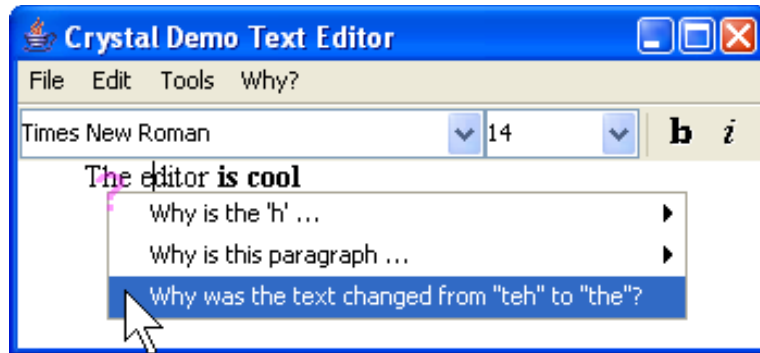 Crystal Demo Text Editor
File Edit Tools Why?
Times New Roman 14 b i
The editor is cool
?
Why is the 'h' ...
Why is this paragraph ...
Why was the text changed from "teh" to "the"?